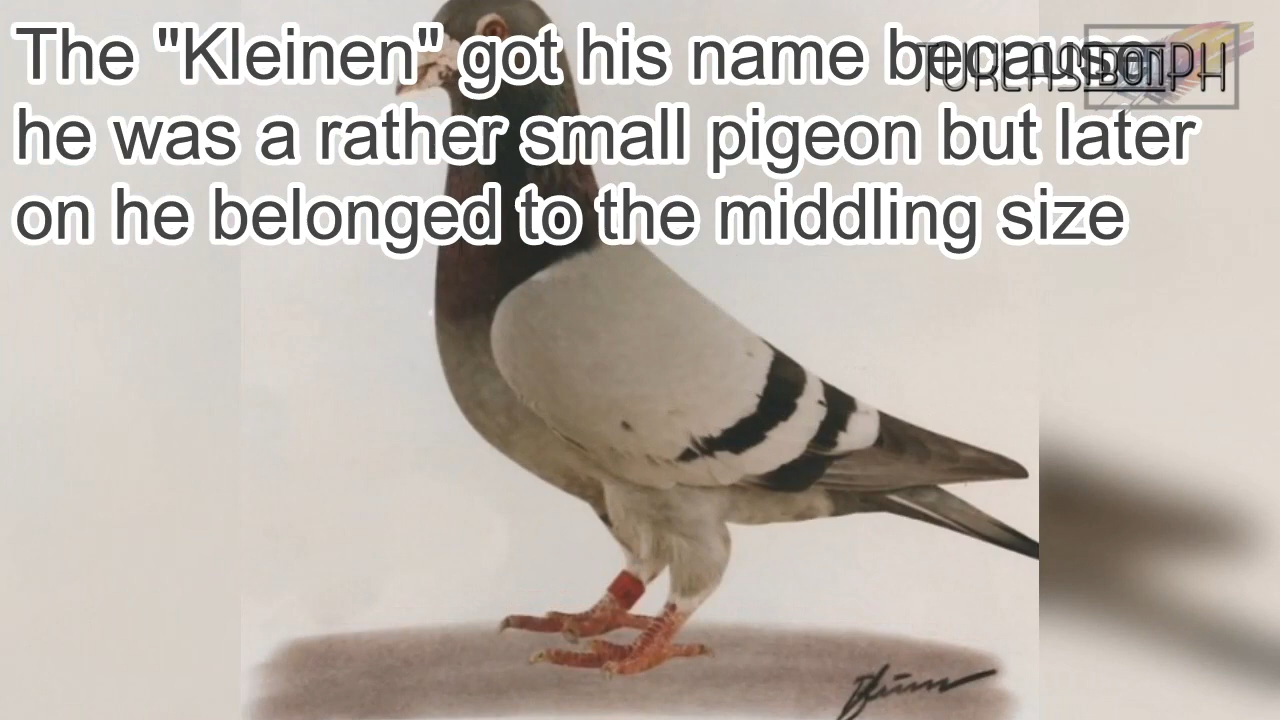 The "Kleinen" got his name because
he was a rather small pigeon but later
on he belonged to the middling size